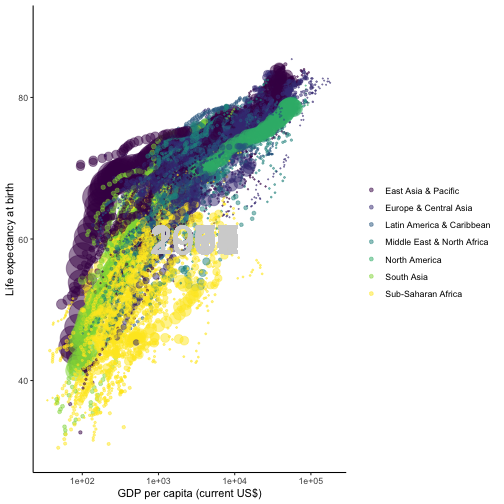 80
60
40
1e+02
1e+03
1e+04
1e+05
GDP per capita (current US$)
Life expectancy at birth
East Asia & Pacific
Europe & Central Asia
Latin America & Caribbean
Middle East & North Africa
North America
South Asia
Sub-Saharan Africa